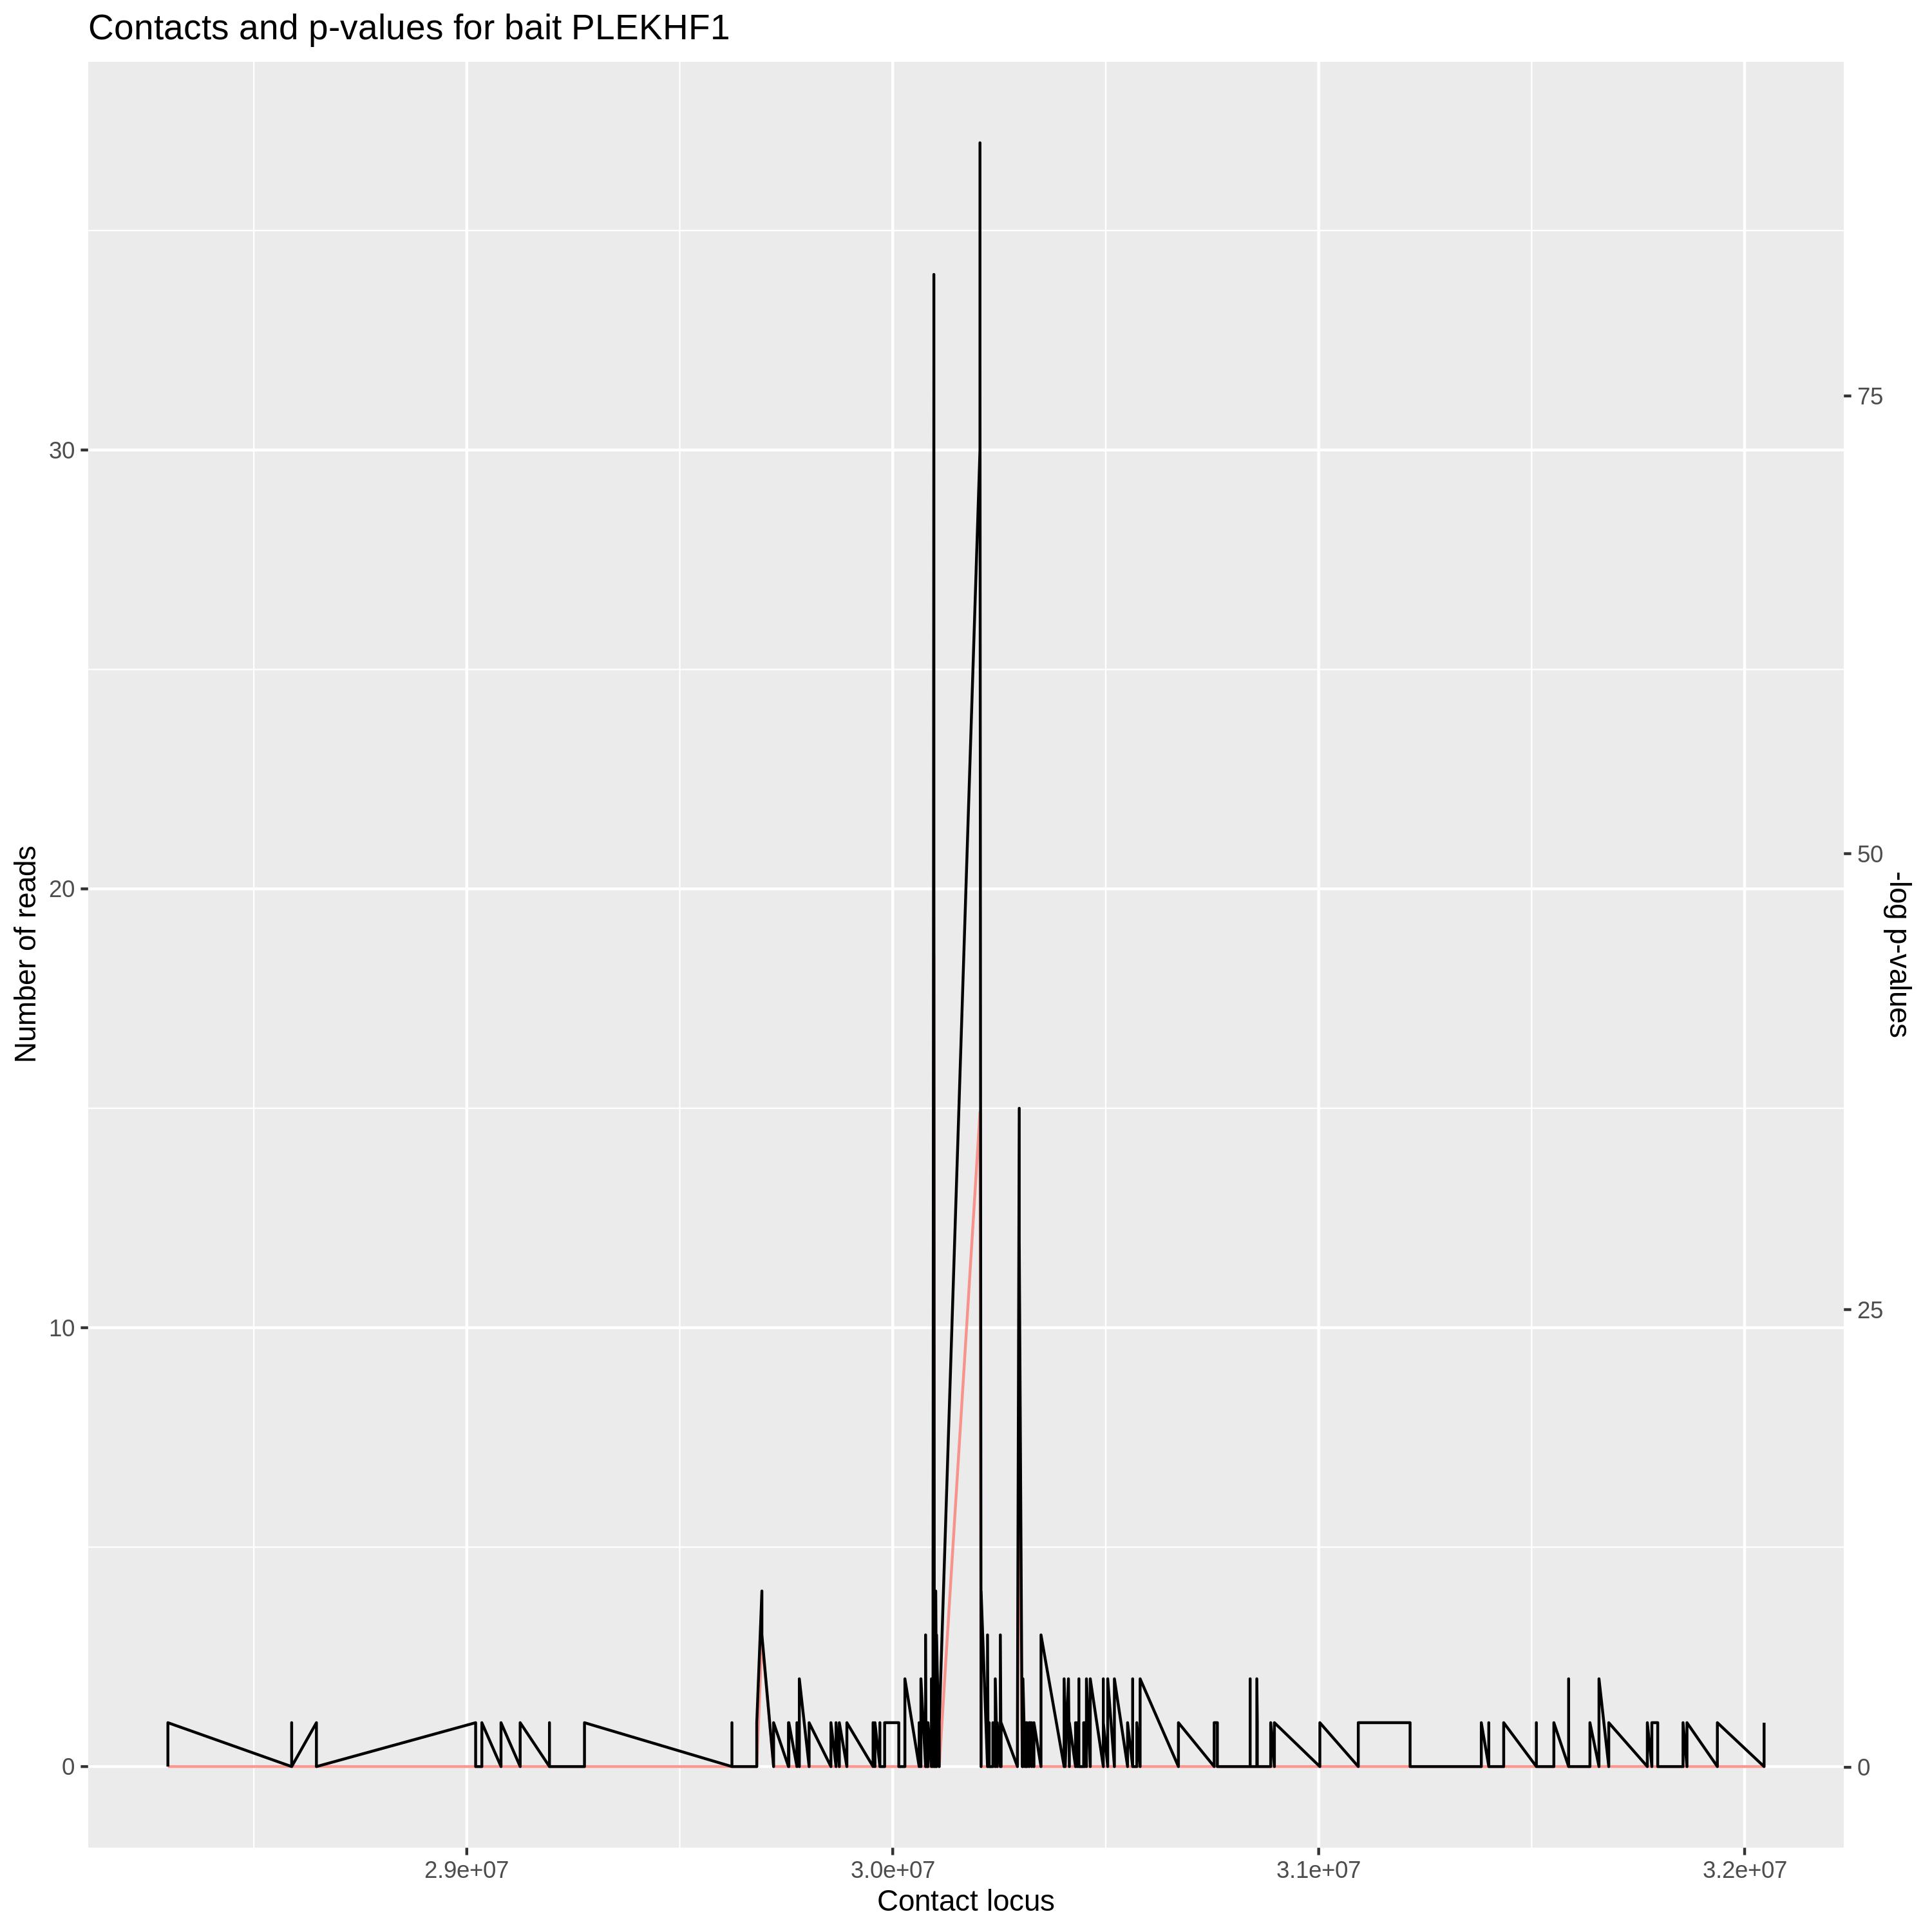 Contacts and p-values for bait PLEKHF1
30
20
10
0
Number of reads
75
50
25
0
-log p-values
2.9e+07
3.0e+07
3.1e+07
3.2e+07
Contact locus